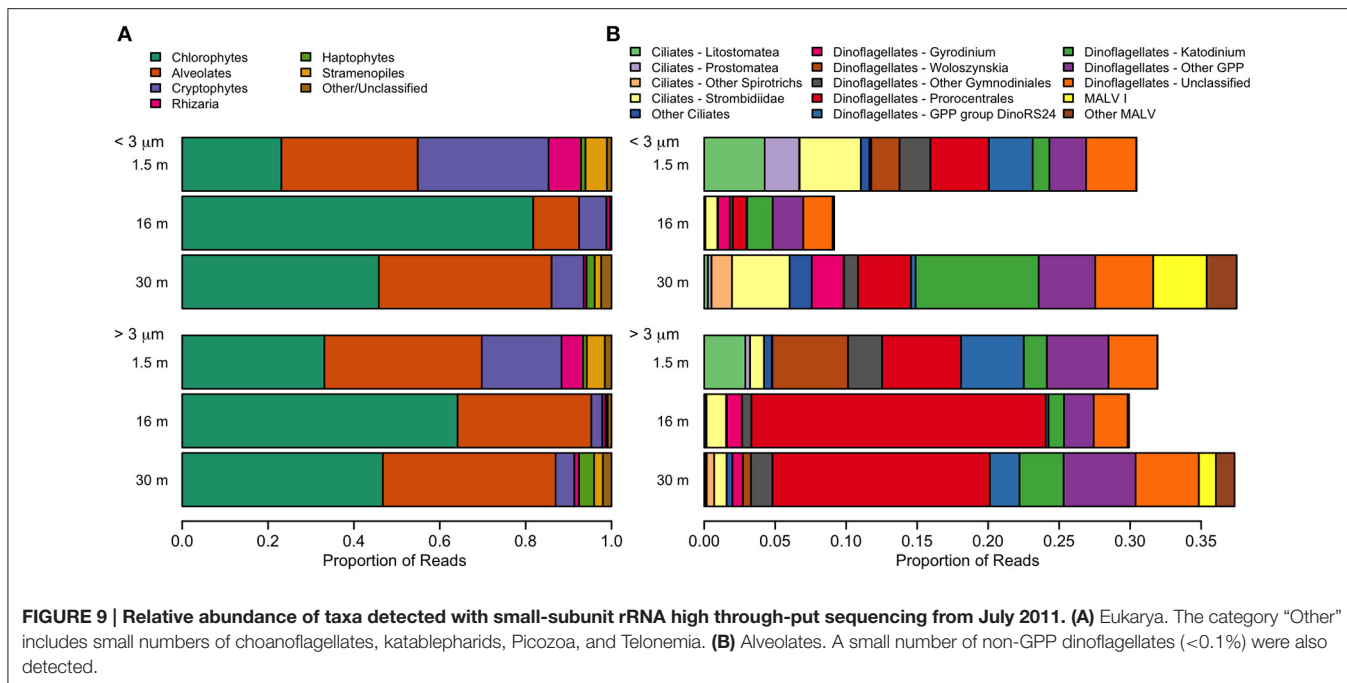 A
Chlorophytes
Alveolates
Cryptophytes
Rhizaria
Haptophytes
Stramenopiles
Other/Unclassified
B
Ciliates - Litostomatea
Ciliates - Prostomatea
Ciliates - Other Spirotrichs
Ciliates - Strombidiidae
Other Ciliates
Dinoflagellates - Gyrodinium
Dinoflagellates - Woloszynskia
Dinoflagellates - Other Gymnodiniales
Dinoflagellates - Prorocentrales
Dinoflagellates - GPP group DinoRS24
Dinoflagellates - Katodinium
Dinoflagellates - Other GPP
Dinoflagellates - Unclassified
MALV I
Other MALV
< 3 μm
1.5 m
16 m
30 m
> 3 μm
1.5 m
16 m
30 m
0.0 0.2 0.4 0.6 0.8 1.0
Proportion of Reads
< 3 μm
1.5 m
16 m
30 m
> 3 μm
1.5 m
16 m
30 m
0.00 0.05 0.10 0.15 0.20 0.25 0.30 0.35
Proportion of Reads
FIGURE 9 | Relative abundance of taxa detected with small-subunit rRNA high through-put sequencing from July 2011. (A) Eukarya. The category “Other”
includes small numbers of choanoflagellates, katablepharids, Picozoa, and Telonemia. (B) Alveolates. A small number of non-GPP dinoflagellates (<0.1%) were also
detected.